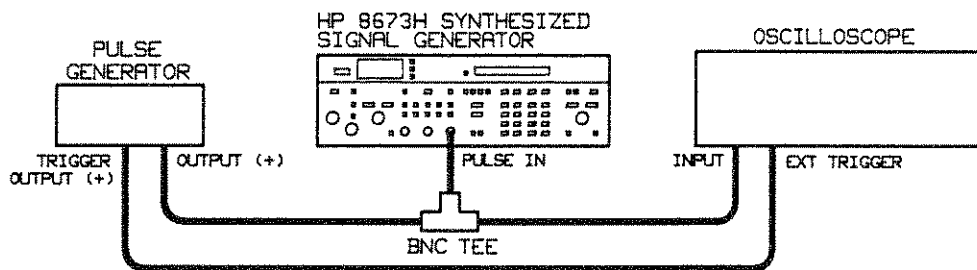 HP 8673H SYNTHESIZED
SIGNAL GENERATOR
PULSE
GENERATOR
OSCILLOSCOPE
TRIGGER
OUTPUT (+)
OUTPUT (+)
PULSE IN
INPUT
EXT TRIGGER
BNC TEE